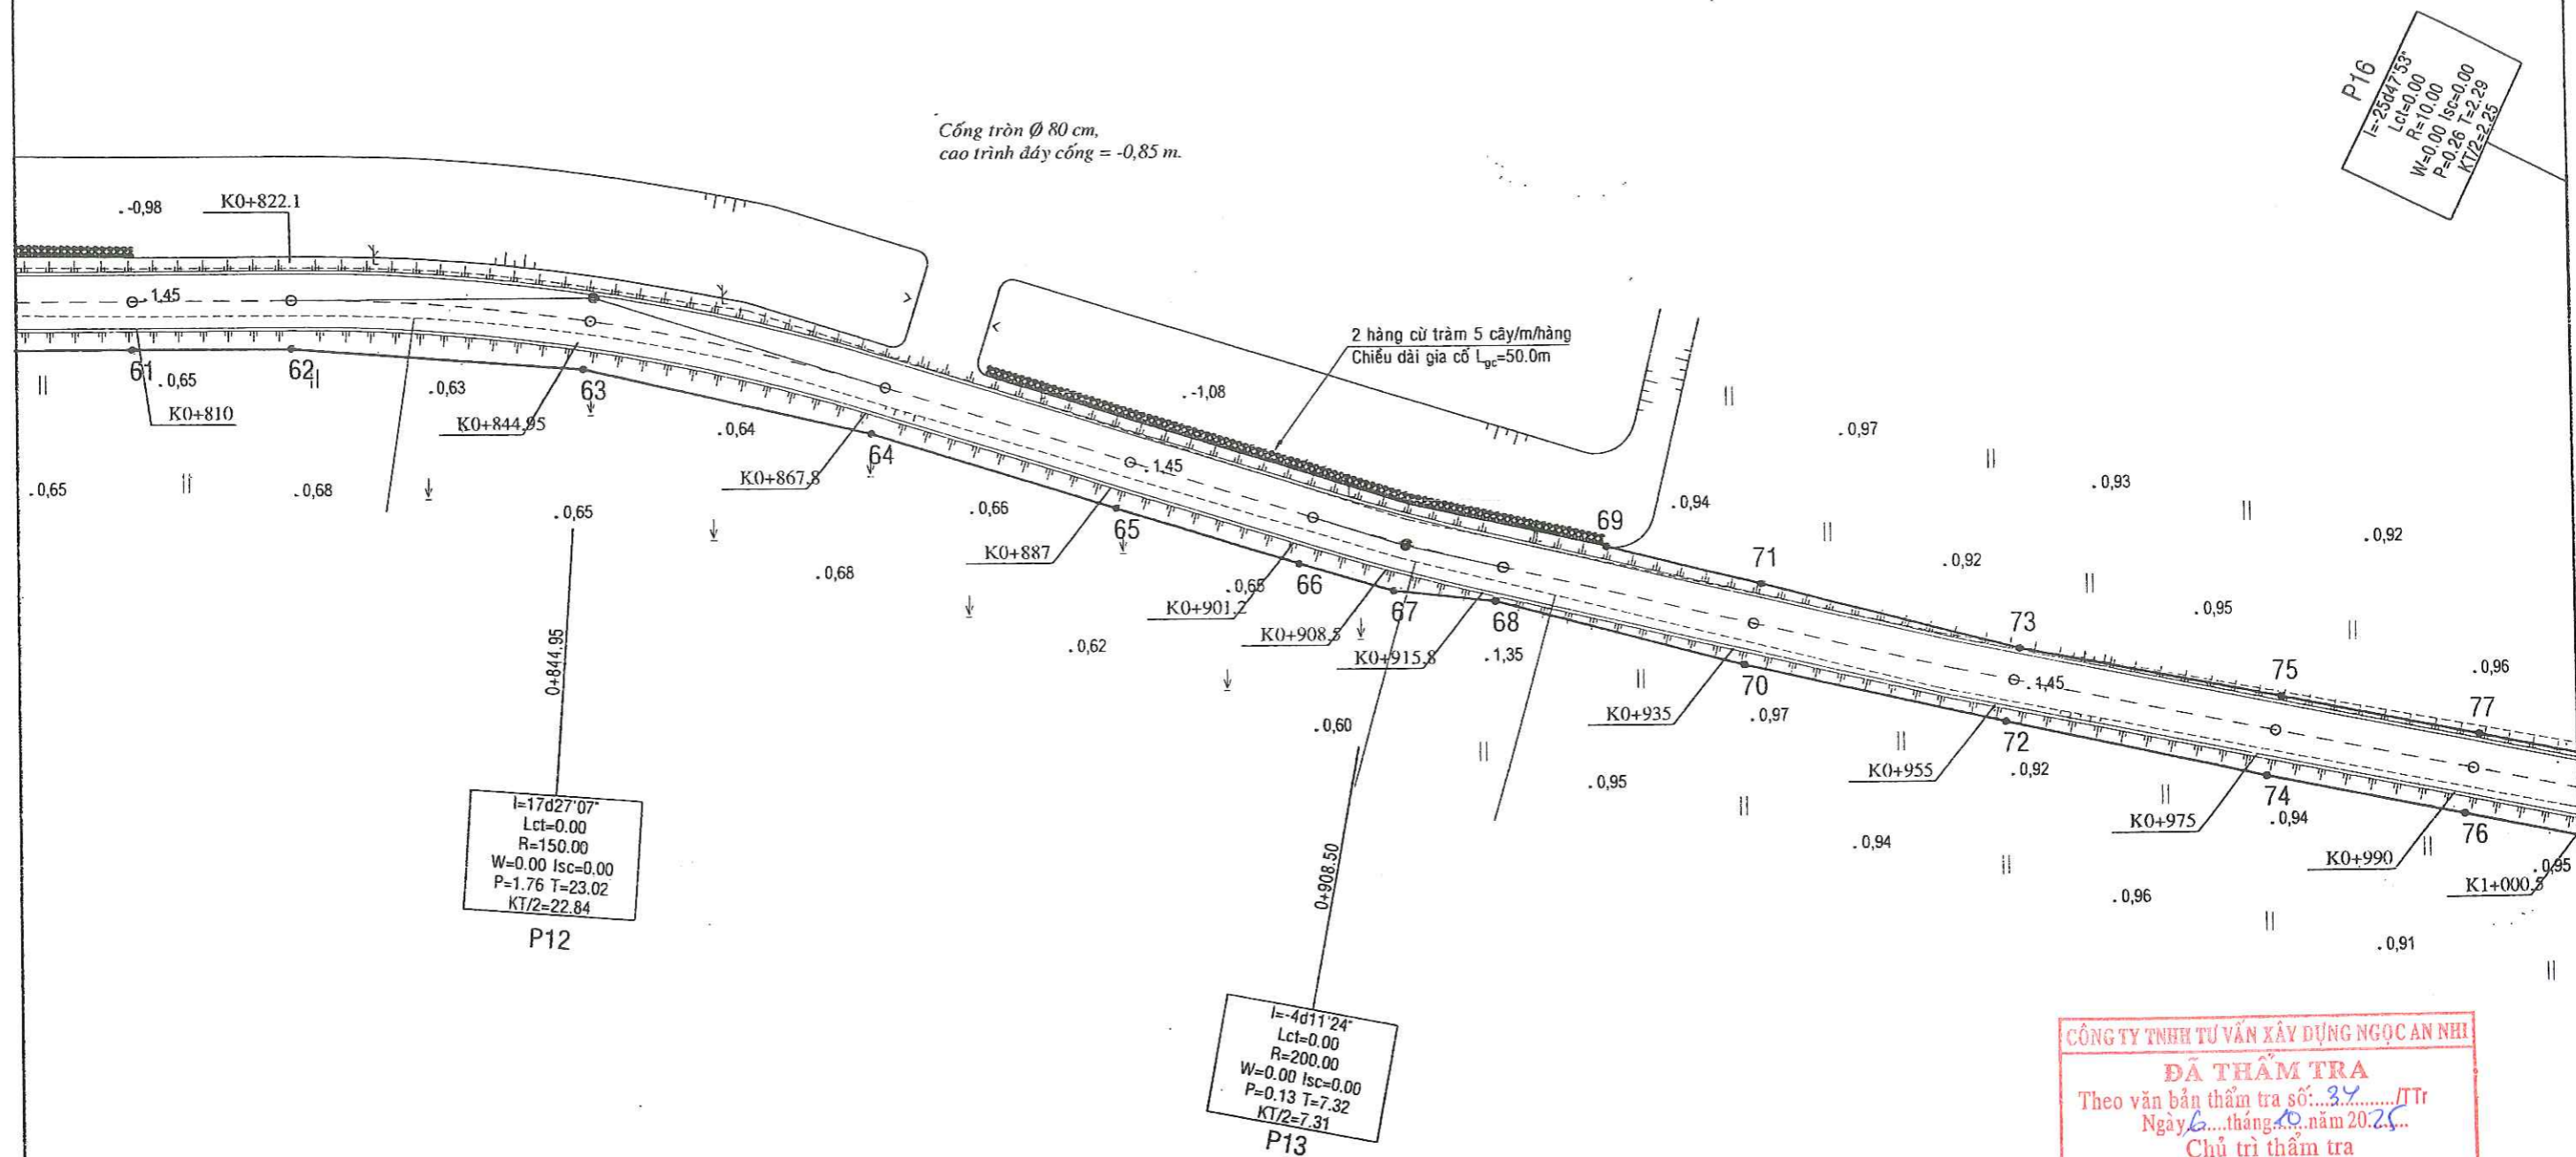 P16
I=-25d47'53"
Lct=0.00
R=10.00
W=0.00 Isc=0.00
P=0.26 T=2.29
KT/2=2.25
Cống tròn Ø 80 cm,
cao trình đáy cống = -0,85 m.
.-0,98
K0+822.1
.1,45
2 hàng cừ tràm 5 cây/m/hàng
Chiều dài gia cố Lgc=50.0m
.-1,08
61
.0,65
62
.0,63
63
K0+810
K0+844,95
.0,64
64
.0,97
.0,65
.0,68
K0+867,8
.1,45
.0,93
.0,65
.0,66
65
.0,94
69
.0,92
K0+887
.0,68
.0,65
66
71
.0,92
K0+901,2
67
68
.0,95
K0+908,5
.0,62
K0+915,8
.1,35
73
0+844.95
.0,60
70
K0+935
.0,97
.1,45
75
.0,96
77
72
K0+955
.0,92
.0,95
74
K0+975
.0,94
76
K0+990
.0,95
K1+000,5
.0,94
.0,96
.0,91
I=17d27'07"
Lct=0.00
R=150.00
W=0.00 Isc=0.00
P=1.76 T=23.02
KT/2=22.84
P12
0+908.50
I=-4d11'24"
Lct=0.00
R=200.00
W=0.00 Isc=0.00
P=0.13 T=7.32
KT/2=7.31
P13
CÔNG TY TNHH TƯ VẤN XÂY DỰNG NGỌC AN NHI
ĐÃ THẨM TRA
Theo văn bản thẩm tra số:...34........./TTr
Ngày 6....tháng.10..năm 2025...
Chủ trì thẩm tra